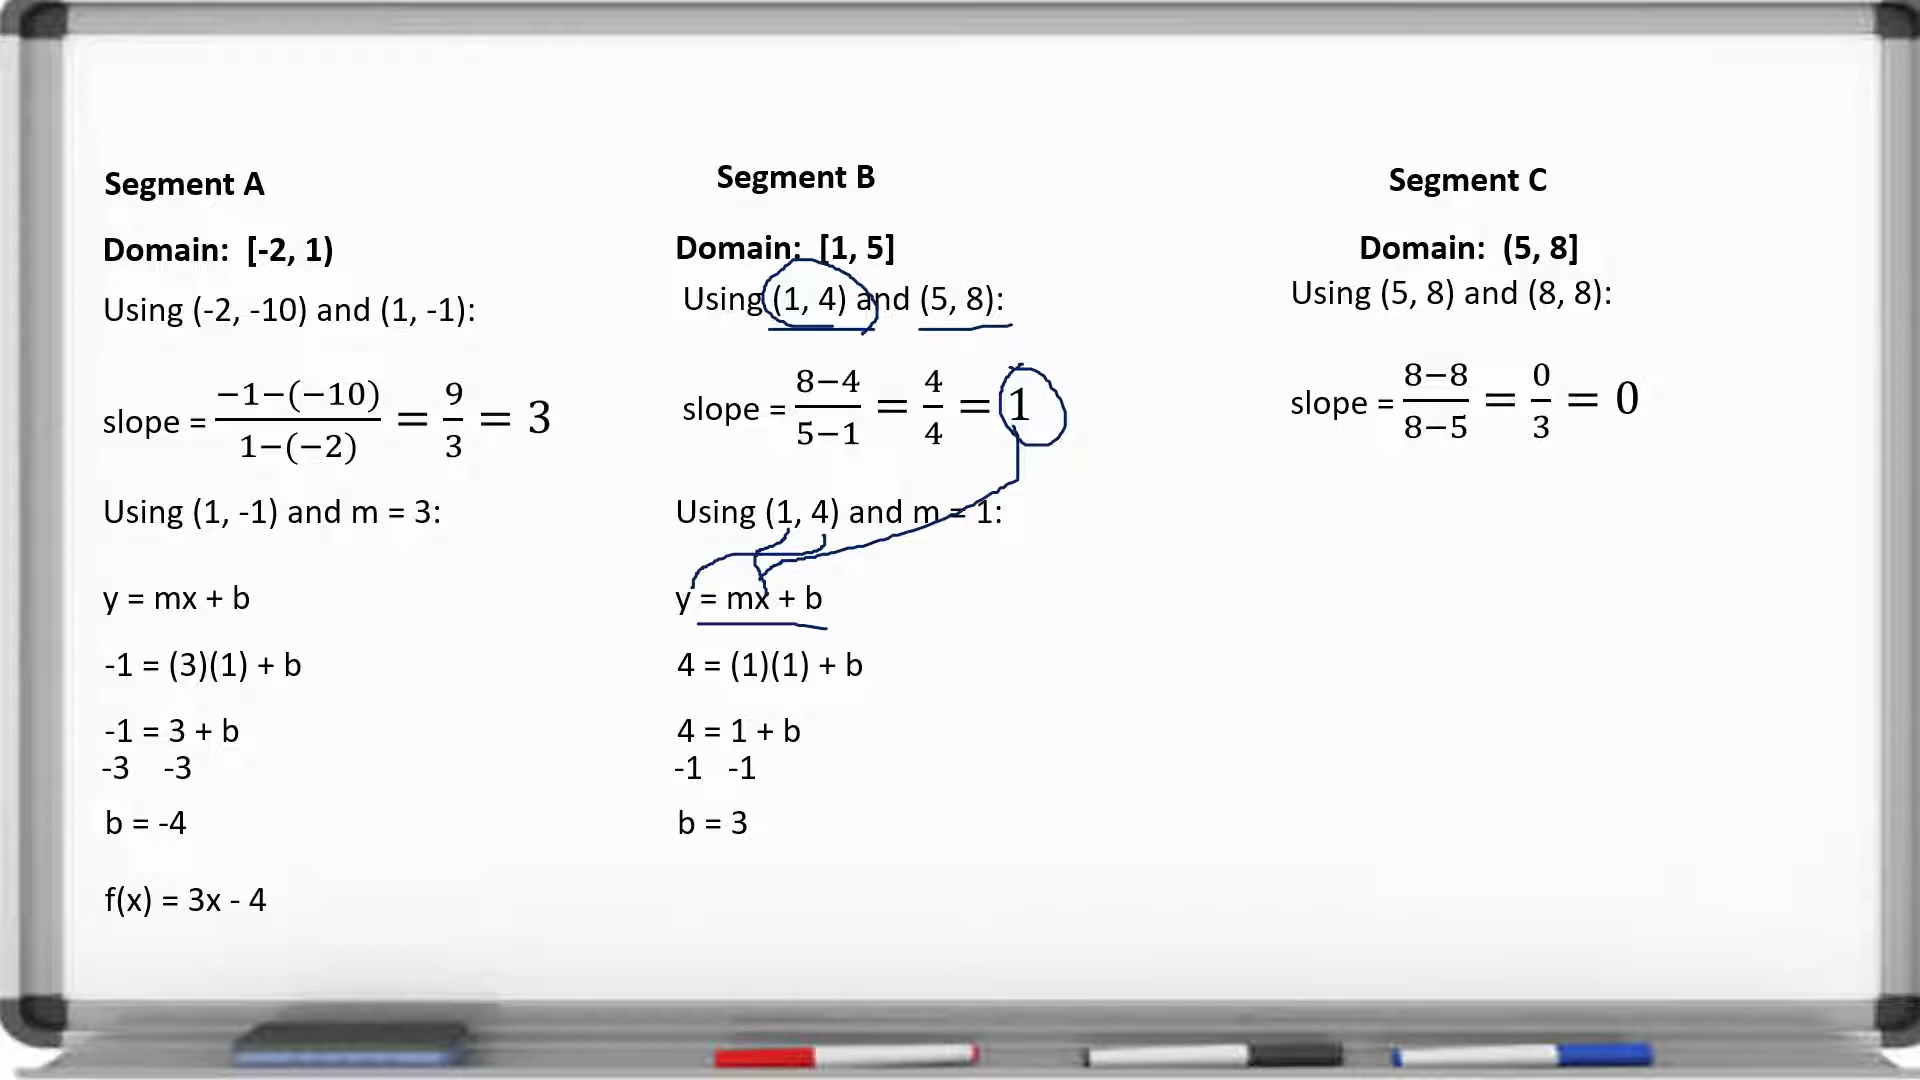 Segment A
Domain: [-2, 1)
Using (-2, -10) and (1, -1):
slope = −1−(−10)/1−(−2) = 9/3 = 3
Using (1, -1) and m = 3:
y = mx + b
-1 = (3)(1) + b
-1 = 3 + b
-3 -3
b = -4
f(x) = 3x - 4
Segment B
Domain: [1, 5]
Using (1, 4) and (5, 8):
slope = 8−4/5−1 = 4/4 = 1
Using (1, 4) and m = 1:
y = mx + b
4 = (1)(1) + b
4 = 1 + b
-1 -1
b = 3
Segment C
Domain: (5, 8]
Using (5, 8) and (8, 8):
slope = 8−8/8−5 = 0/3 = 0